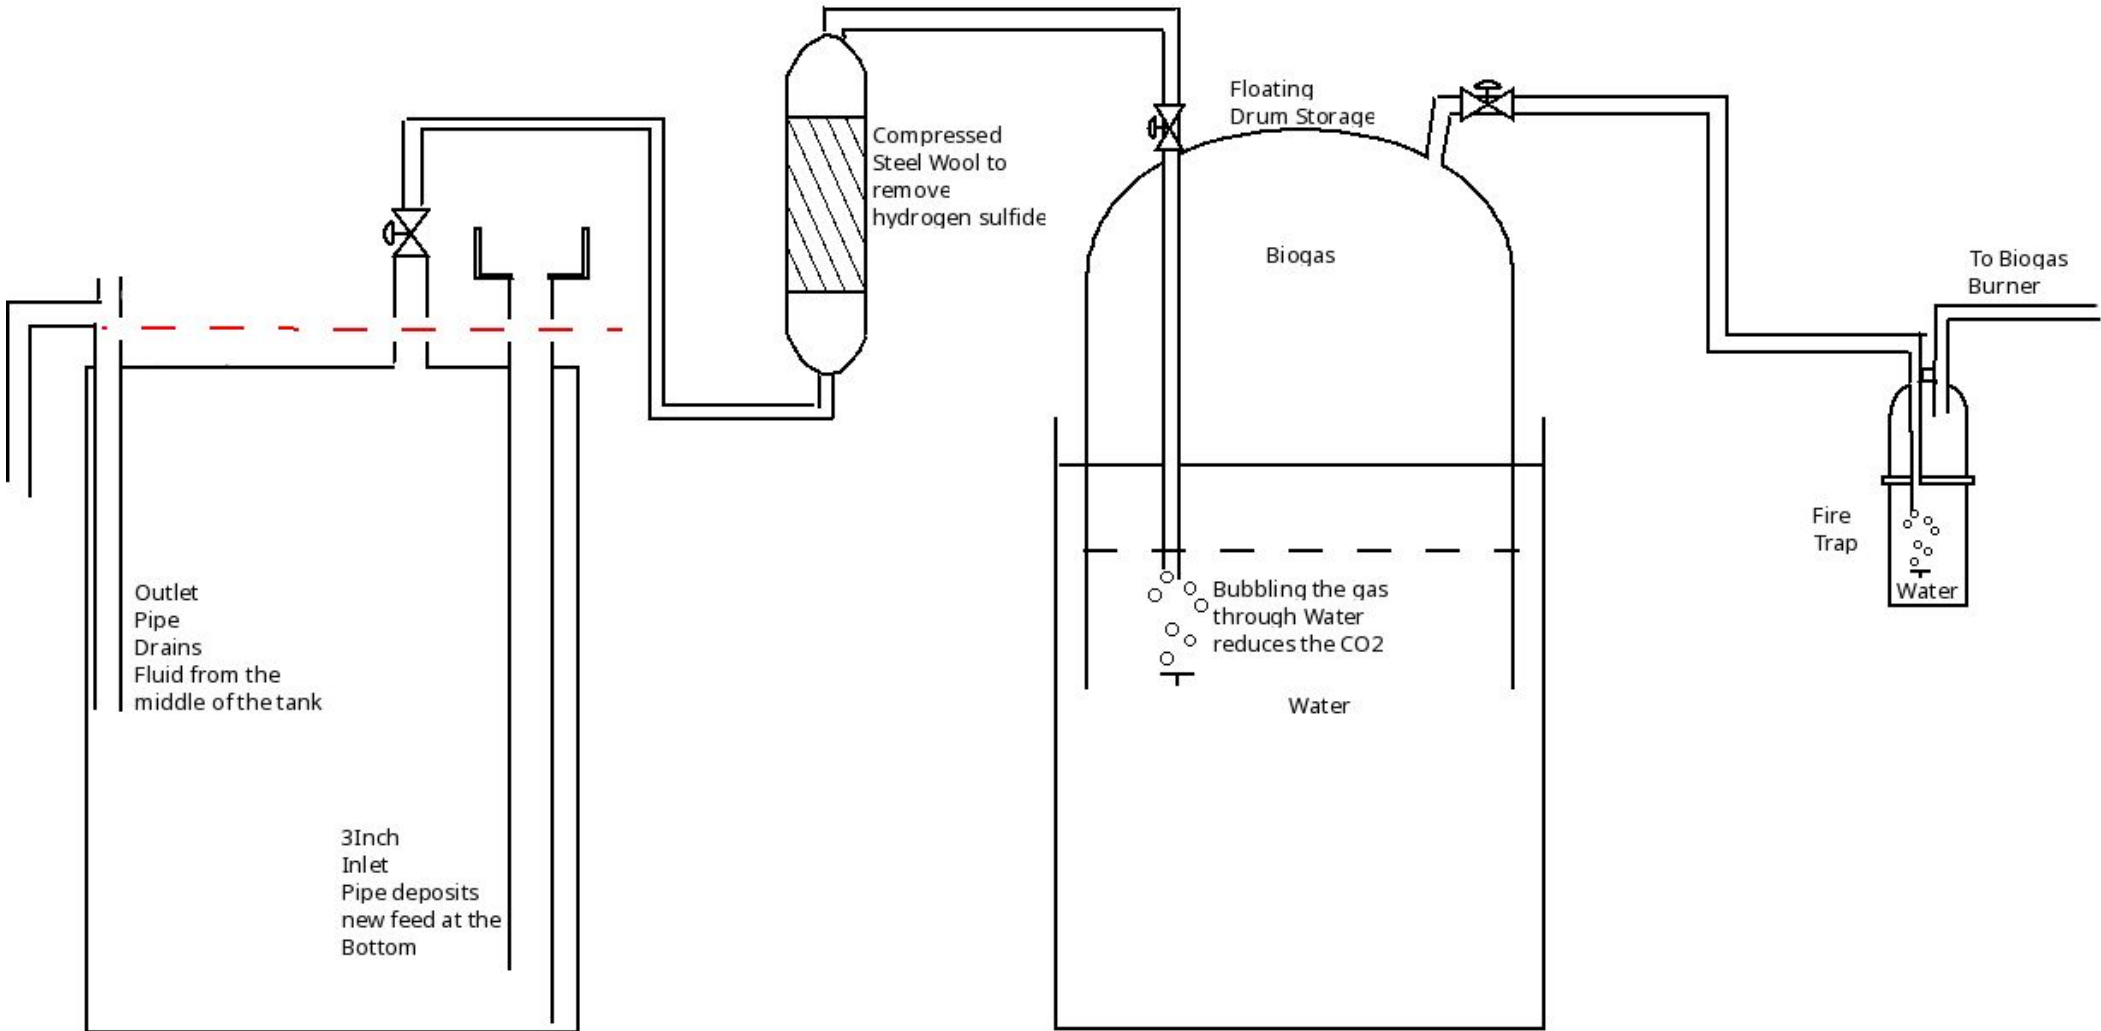 Floating
Drum Storage
Compressed
Steel Wool to
remove
hydrogen sulfide
Biogas
To Biogas
Burner
Outlet
Pipe
Drains
Fluid from the
middle of the tank
Bubbling the gas
through Water
reduces the CO2
Water
Fire
Trap
Water
3Inch
Inlet
Pipe deposits
new feed at the
Bottom